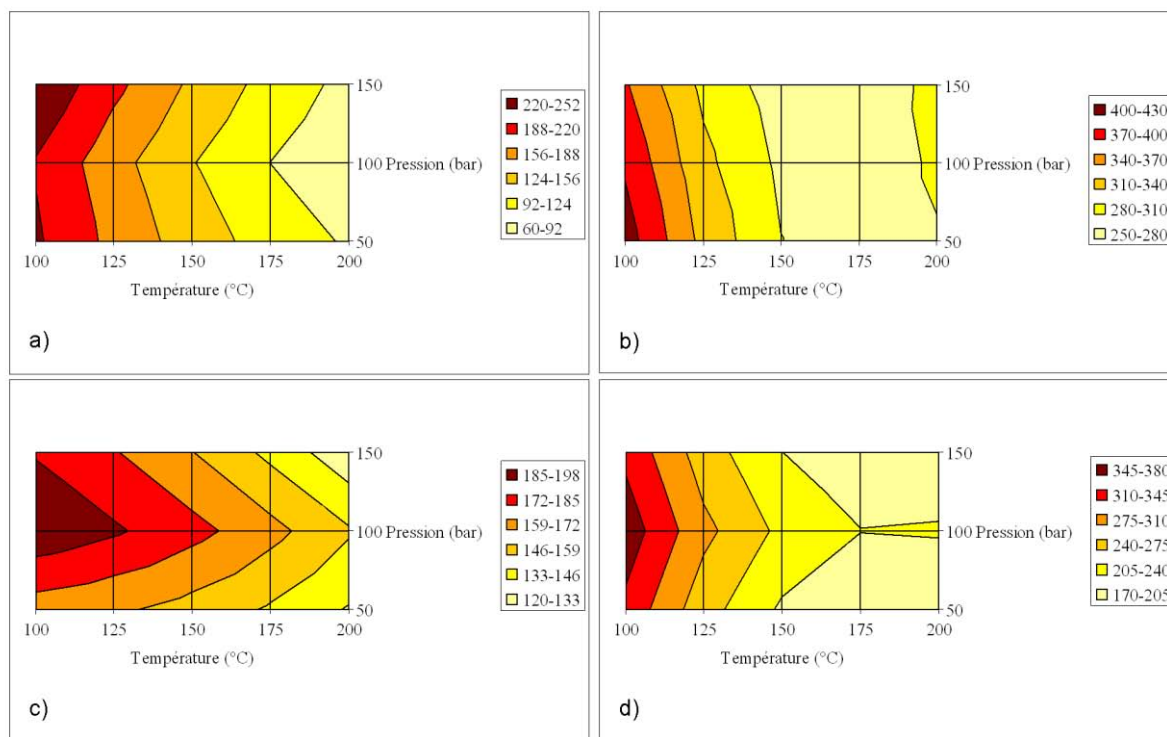 150
100 Pression (bar)
50
100 125 150 175 200
Température (°C)
220-252
188-220
156-188
124-156
92-124
60-92
a)
150
100 Pression (bar)
50
100 125 150 175 200
Température (°C)
400-430
370-400
340-370
310-340
280-310
250-280
b)
150
100 Pression (bar)
50
100 125 150 175 200
Température (°C)
185-198
172-185
159-172
146-159
133-146
120-133
c)
150
100 Pression (bar)
50
100 125 150 175 200
Température (°C)
345-380
310-345
275-310
240-275
205-240
170-205
d)